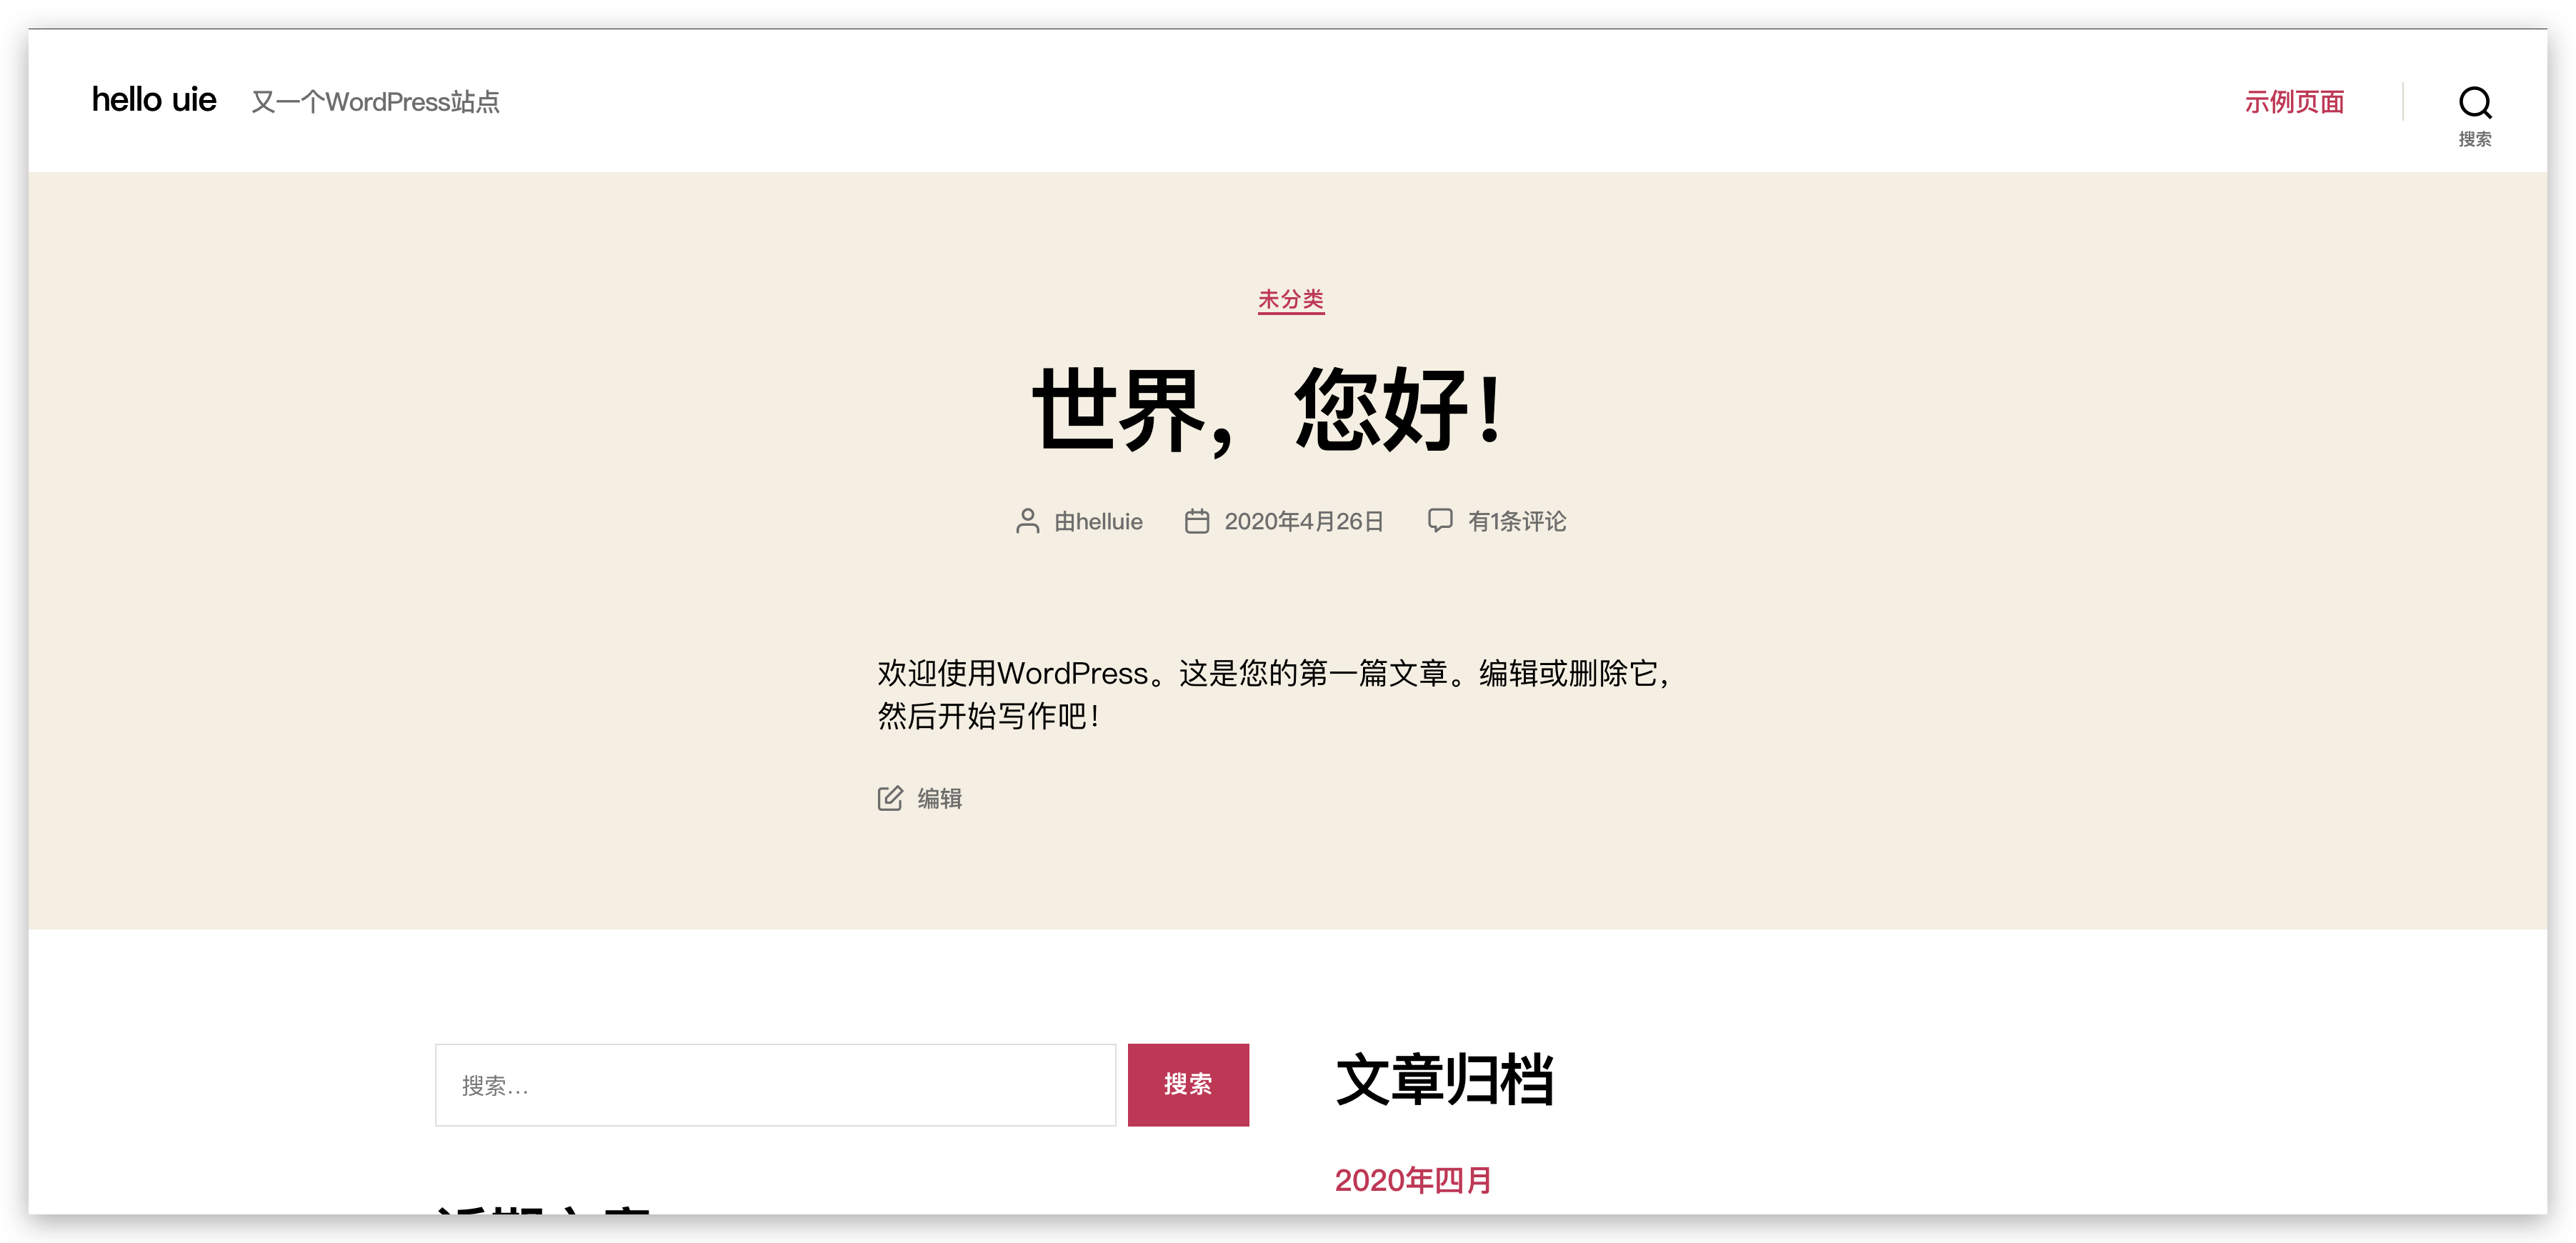 hello uie 又一个WordPress站点
示例页面
搜索
未分类
世界，您好！
由helluie 2020年4月26日 有1条评论
欢迎使用WordPress。这是您的第一篇文章。编辑或删除它，
然后开始写作吧！
编辑
搜索…
搜索
文章归档
2020年四月